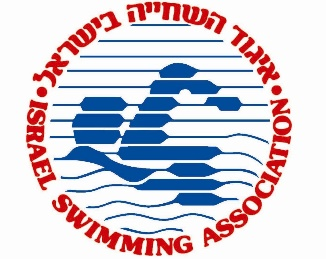 איגוד השחייה בישראל
• ISRAEL SWIMMING ASSOCIATION •